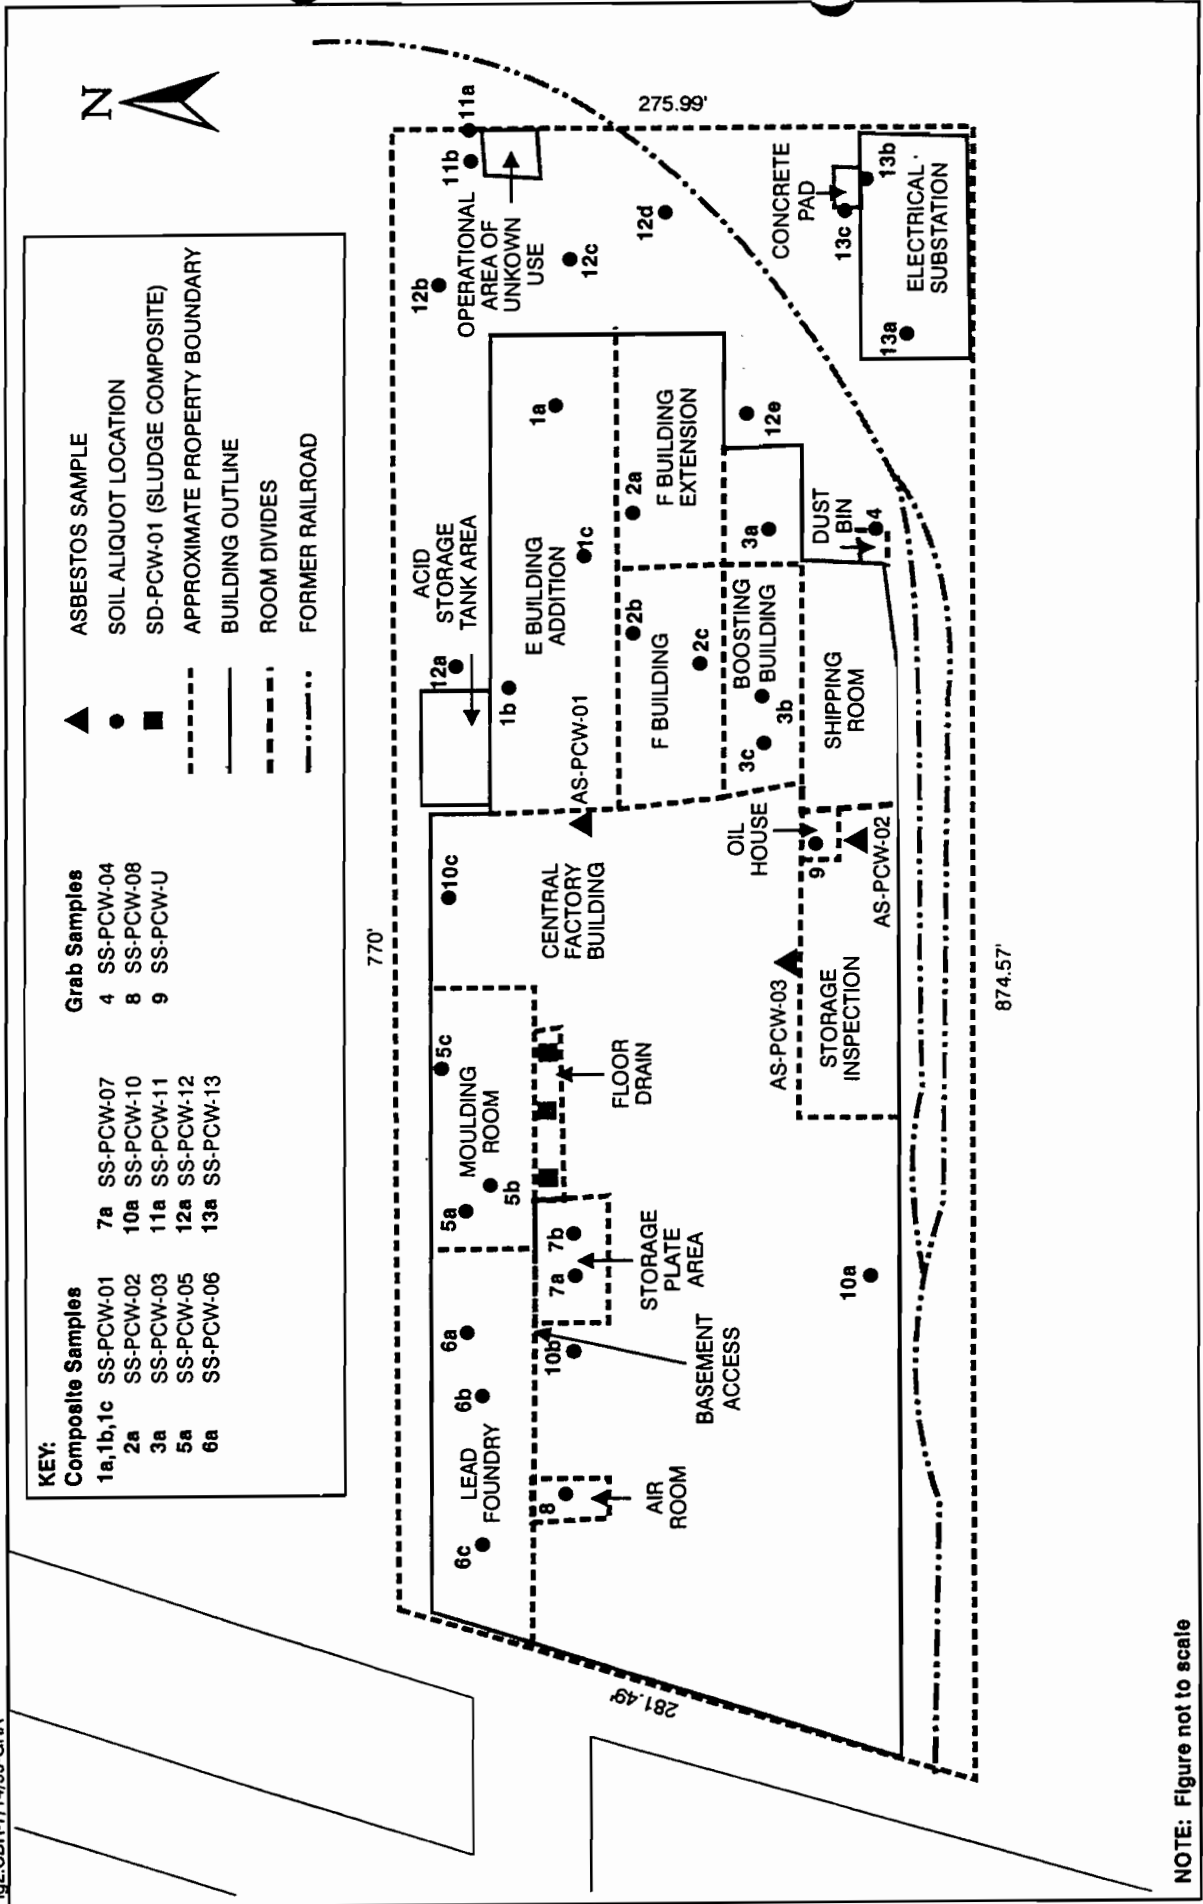 KEY:
Composite Samples
1a,1b,1c SS-PCW-01
2a SS-PCW-02
3a SS-PCW-03
5a SS-PCW-05
6a SS-PCW-06
7a SS-PCW-07
10a SS-PCW-10
11a SS-PCW-11
12a SS-PCW-12
13a SS-PCW-13
Grab Samples
4 SS-PCW-04
8 SS-PCW-08
9 SS-PCW-U
ASBESTOS SAMPLE
SOIL ALIQUOT LOCATION
SD-PCW-01 (SLUDGE COMPOSITE)
APPROXIMATE PROPERTY BOUNDARY
BUILDING OUTLINE
ROOM DIVIDES
FORMER RAILROAD
N
770'
281.49'
275.99'
874.57'
6c
LEAD
FOUNDRY
6b
6a
5a
5b
MOULDING
ROOM
5c
10c
8
AIR
ROOM
10b
BASEMENT
ACCESS
7a
7b
STORAGE
PLATE
AREA
FLOOR
DRAIN
10a
CENTRAL
FACTORY
BUILDING
AS-PCW-01
AS-PCW-03
STORAGE
INSPECTION
AS-PCW-02
OIL
HOUSE
9
ACID
STORAGE
TANK AREA
12a
1b
E BUILDING
ADDITION
1c
1a
F BUILDING
2b
2c
2a
F BUILDING
EXTENSION
BOOSTING
BUILDING
3c
3b
3a
SHIPPING
ROOM
DUST
BIN
4
12e
12b
OPERATIONAL
AREA OF
UNKOWN
USE
11b
11a
12c
12d
CONCRETE
PAD
13c
13b
13a
ELECTRICAL
SUBSTATION
NOTE: Figure not to scale